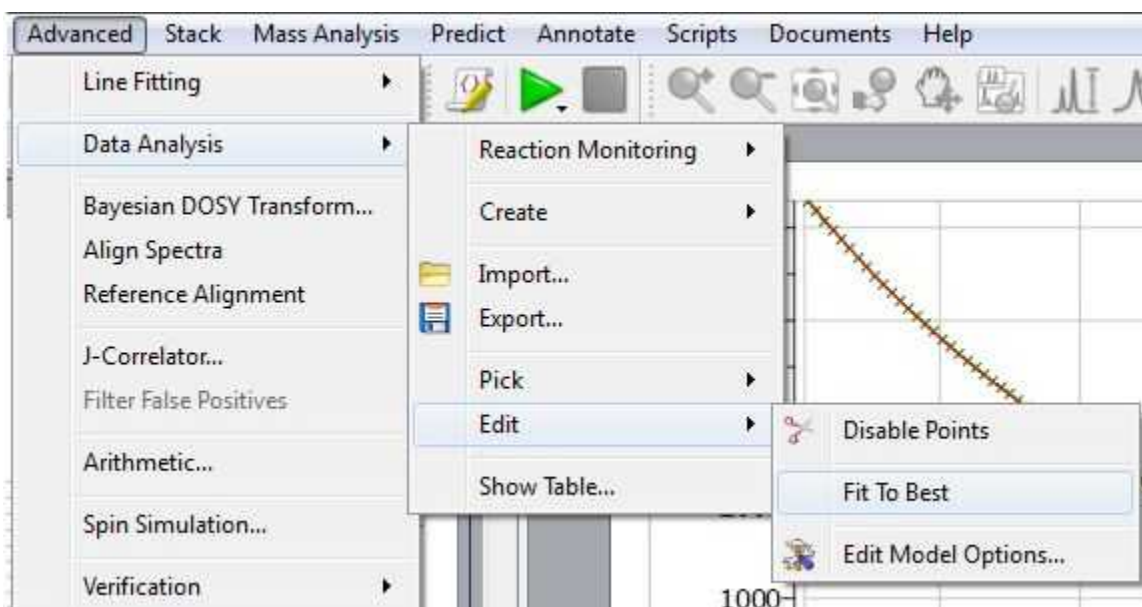 Advanced Stack Mass Analysis Predict Annotate Scripts Documents Help
Line Fitting
Data Analysis
Bayesian DOSY Transform...
Align Spectra
Reference Alignment
J-Correlator...
Filter False Positives
Arithmetic...
Spin Simulation...
Verification
Reaction Monitoring
Create
Import...
Export...
Pick
Edit
Show Table...
Disable Points
Fit To Best
Edit Model Options...
1000